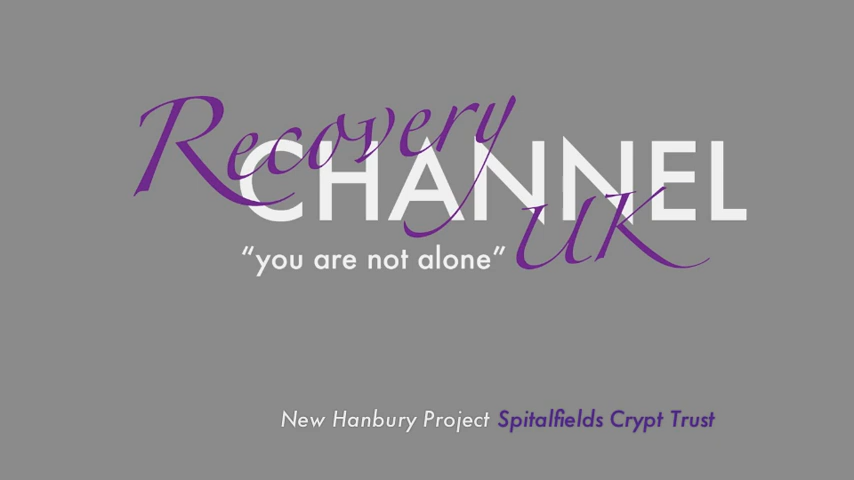 Recovery
CHANNEL
UK
“you are not alone”
New Hanbury Project Spitalfields Crypt Trust